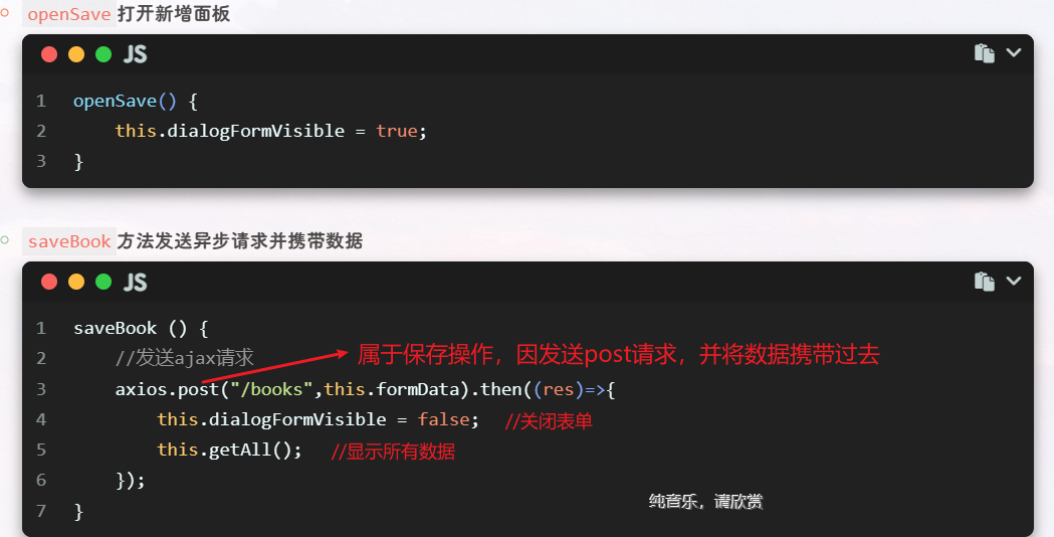 openSave 打开新增面板
JS
1 openSave() {
2 this.dialogFormVisible = true;
3 }
saveBook 方法发送异步请求并携带数据
JS
1 saveBook () {
2 //发送ajax请求 属于保存操作，因发送post请求，并将数据携带过去
3 axios.post("/books",this.formData).then((res)=>{
4 this.dialogFormVisible = false; //关闭表单
5 this.getAll(); //显示所有数据
6 });
7 }
纯音乐，请欣赏